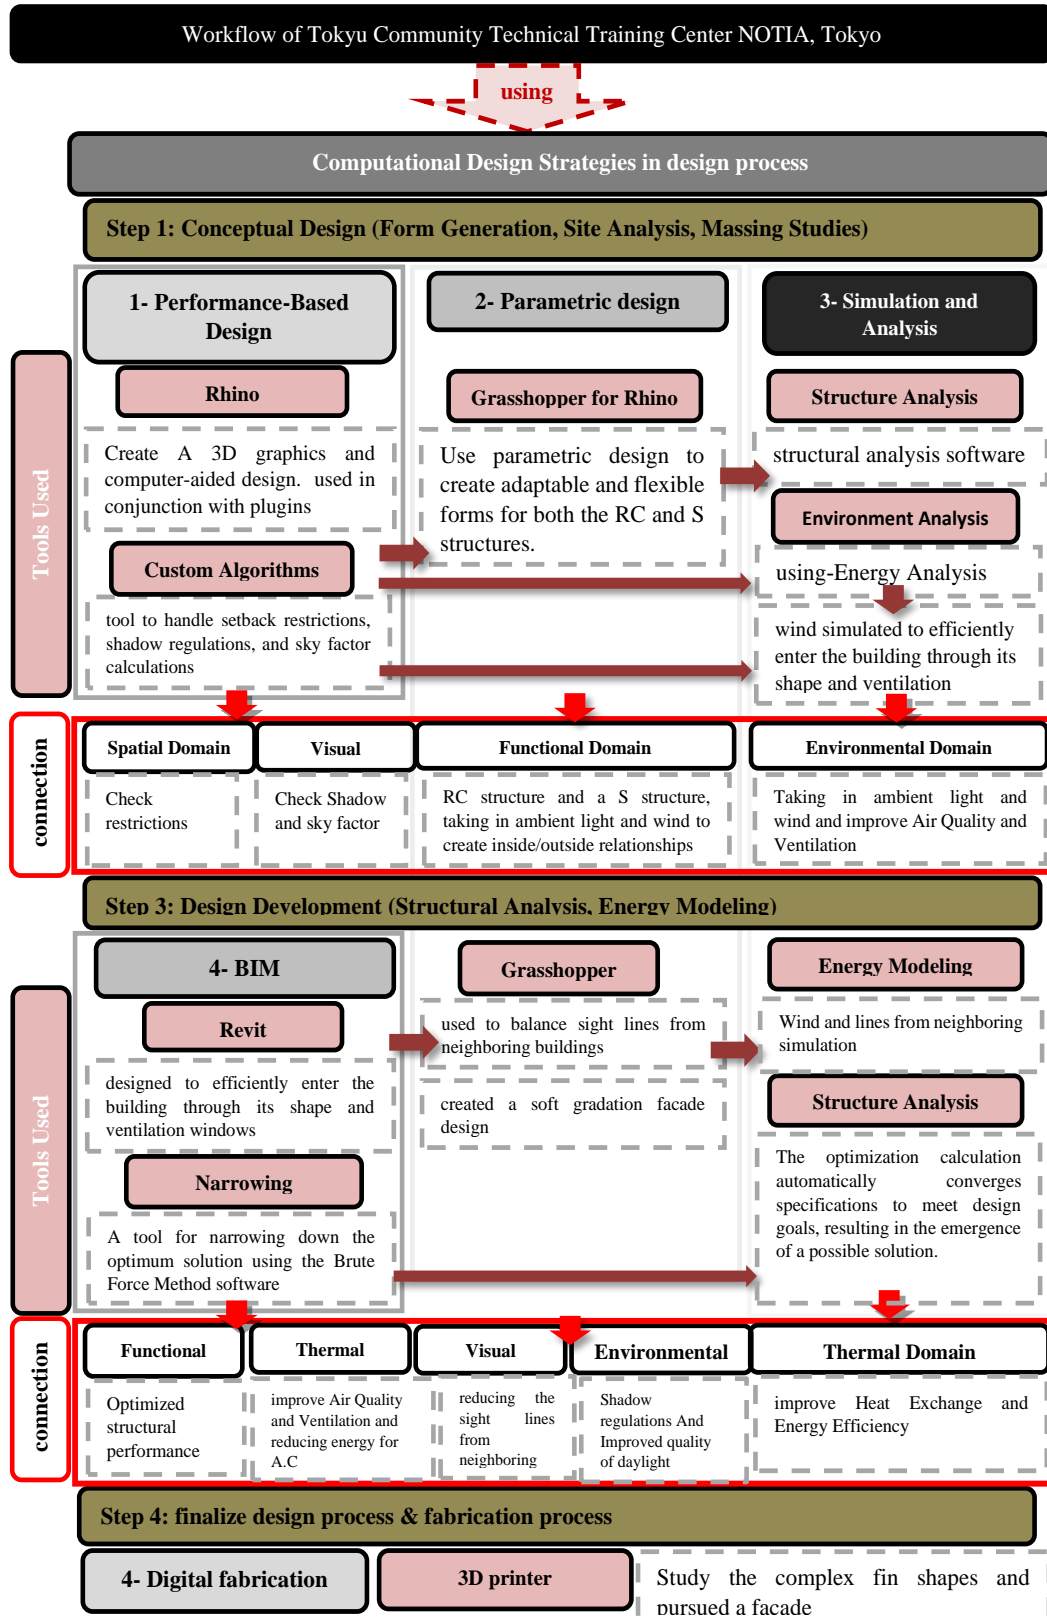 Workflow of Tokyu Community Technical Training Center NOTIA, Tokyo
using
Computational Design Strategies in design process
Step 1: Conceptual Design (Form Generation, Site Analysis, Massing Studies)
Tools Used
1- Performance-Based
Design
Rhino
Create A 3D graphics and
computer-aided design. used in
conjunction with plugins
Custom Algorithms
tool to handle setback restrictions,
shadow regulations, and sky factor
calculations
2- Parametric design
Grasshopper for Rhino
Use parametric design to
create adaptable and flexible
forms for both the RC and S
structures.
3- Simulation and
Analysis
Structure Analysis
structural analysis software
Environment Analysis
using-Energy Analysis
wind simulated to efficiently
enter the building through its
shape and ventilation
connection
Spatial Domain
Check
restrictions
Visual
Check Shadow
and sky factor
Functional Domain
RC structure and a S structure,
taking in ambient light and wind to
create inside/outside relationships
Environmental Domain
Taking in ambient light and
wind and improve Air Quality and
Ventilation
Step 3: Design Development (Structural Analysis, Energy Modeling)
Tools Used
4- BIM
Revit
designed to efficiently enter the
building through its shape and
ventilation windows
Narrowing
A tool for narrowing down the
optimum solution using the Brute
Force Method software
Grasshopper
used to balance sight lines from
neighboring buildings
created a soft gradation facade
design
Energy Modeling
Wind and lines from neighboring
simulation
Structure Analysis
The optimization calculation
automatically converges
specifications to meet design
goals, resulting in the emergence
of a possible solution.
connection
Functional
Optimized
structural
performance
Thermal
improve Air Quality
and Ventilation and
reducing energy for
A.C
Visual
reducing the
sight lines
from
neighboring
Environmental
Shadow
regulations And
Improved quality
of daylight
Thermal Domain
improve Heat Exchange and
Energy Efficiency
Step 4: finalize design process & fabrication process
4- Digital fabrication
3D printer
Study the complex fin shapes and
pursued a facade